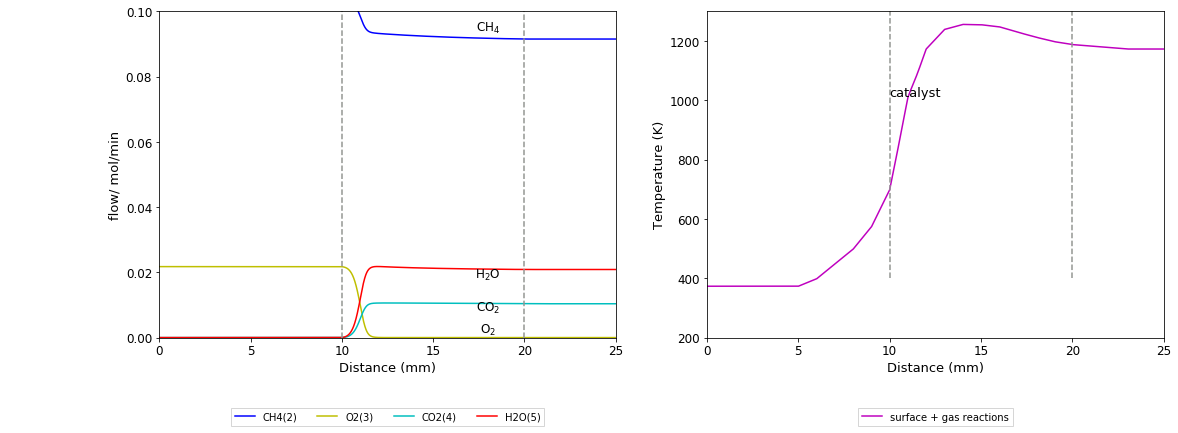 flow/ mol/min
0.10
0.08
0.06
0.04
0.02
0.00
CH₄
H₂O
CO₂
O₂
0 5 10 15 20 25
Distance (mm)
CH4(2) O2(3) CO2(4) H2O(5)
Temperature (K)
1200
1000
800
600
400
200
catalyst
0 5 10 15 20 25
Distance (mm)
surface + gas reactions